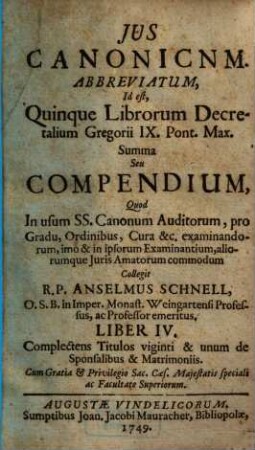 JUS
CANONICNM.
ABBREVIATUM,
Id est,
Quinque Librorum Decre-
talium Gregorii IX. Pont. Max.
Summa
Seu
COMPENDIUM,
Quod
In usum SS. Canonum Auditorum, pro
Gradu, Ordinibus, Cura &c. examinando-
rum, imò & in ipsorum Examinantium, alio-
rumque Juris Amatorum commodum
Collegit
R.P. ANSELMUS SCHNELL,
O. S. B. in Imper. Monast. Weingartensi Profes-
sus, ac Professor emeritus.
LIBER IV.
Complectens Titulos viginti & unum de
Sponsalibus & Matrimoniis.
Cum Gratia & Privilegio Sac. Cæs. Majestatis speciali
ac Facultate Superiorum.
AUGUSTÆ VINDELICORUM,
Sumptibus Joan. Jacobi Mauracher, Bibliopolæ,
1749.